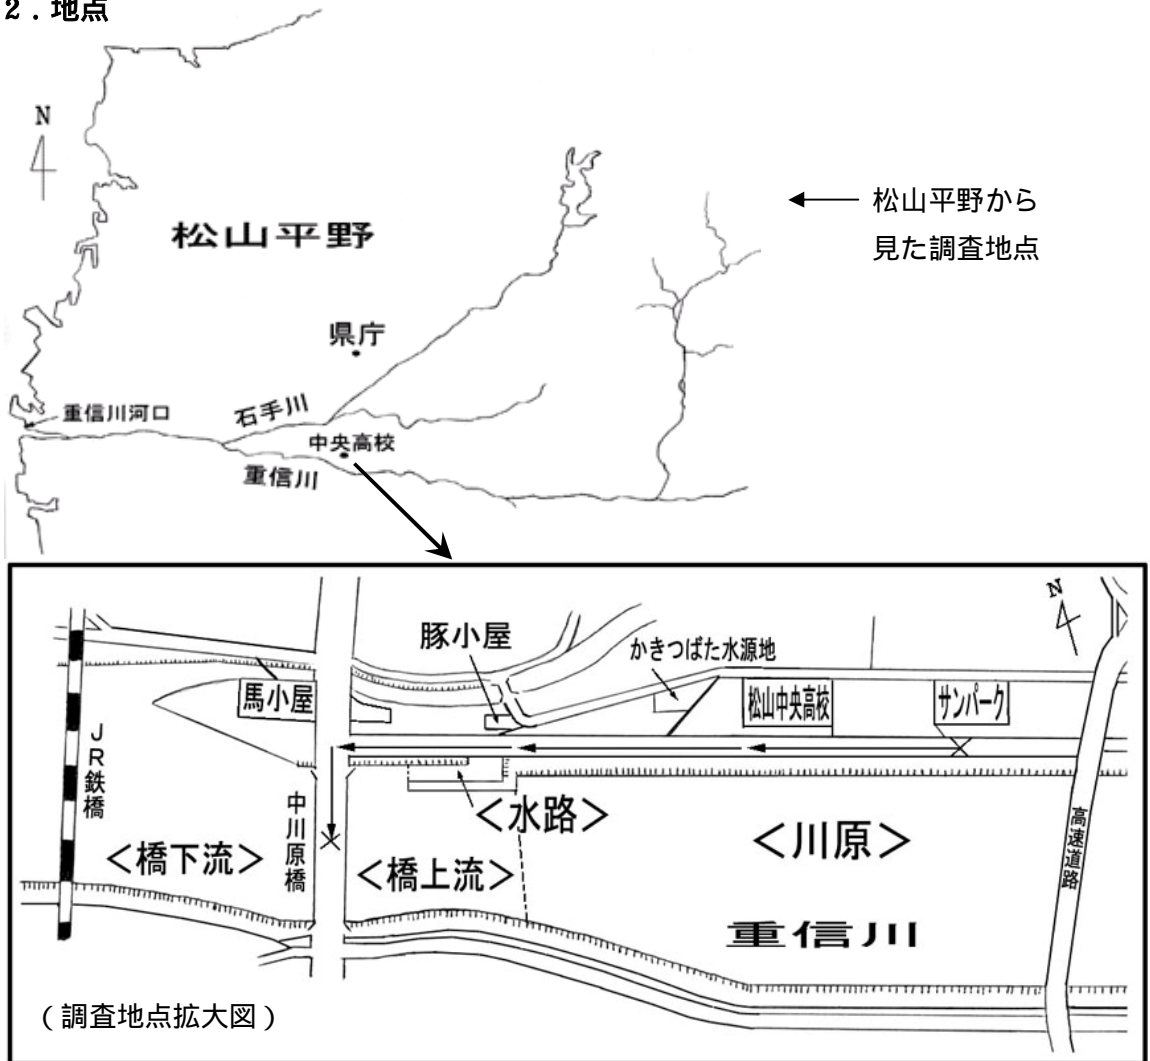 2．地点
N
松山平野
←── 松山平野から
見た調査地点
県庁
重信川河口
石手川
中央高校
重信川
N
豚小屋
かきつばた水源地
馬小屋
松山中央高校
サンパーク
JR鉄橋
中川原橋
＜水路＞
＜川原＞
高速道路
＜橋下流＞
＜橋上流＞
重信川
(調査地点拡大図)